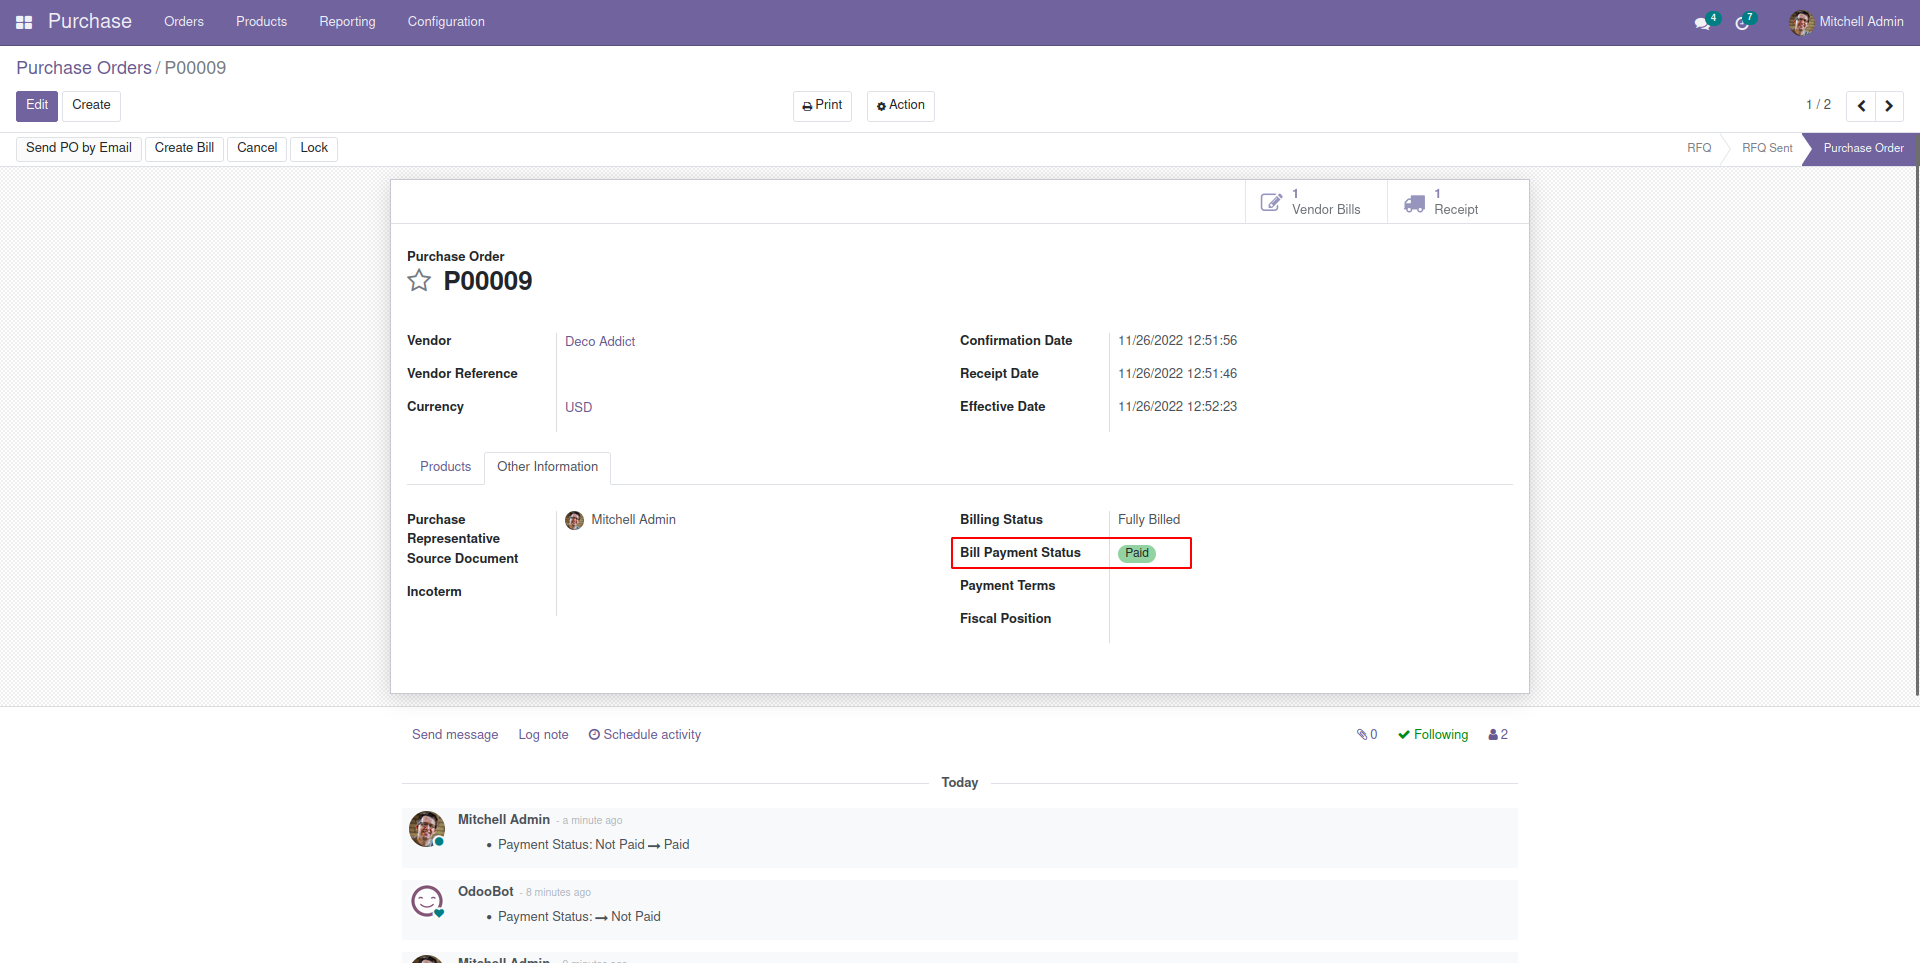 Purchase Orders Products Reporting Configuration 4 7 Mitchell Admin
Purchase Orders / P00009
Edit Create Print Action 1 / 2
Send PO by Email Create Bill Cancel Lock RFQ RFQ Sent Purchase Order
1 Vendor Bills
1 Receipt
Purchase Order
P00009
Vendor Deco Addict
Vendor Reference
Currency USD
Confirmation Date 11/26/2022 12:51:56
Receipt Date 11/26/2022 12:51:46
Effective Date 11/26/2022 12:52:23
Products Other Information
Purchase Representative Mitchell Admin
Source Document
Incoterm
Billing Status Fully Billed
Bill Payment Status Paid
Payment Terms
Fiscal Position
Send message Log note Schedule activity 0 Following 2
Today
Mitchell Admin - a minute ago
• Payment Status: Not Paid → Paid
OdooBot - 8 minutes ago
• Payment Status: → Not Paid
Mitchell Admin